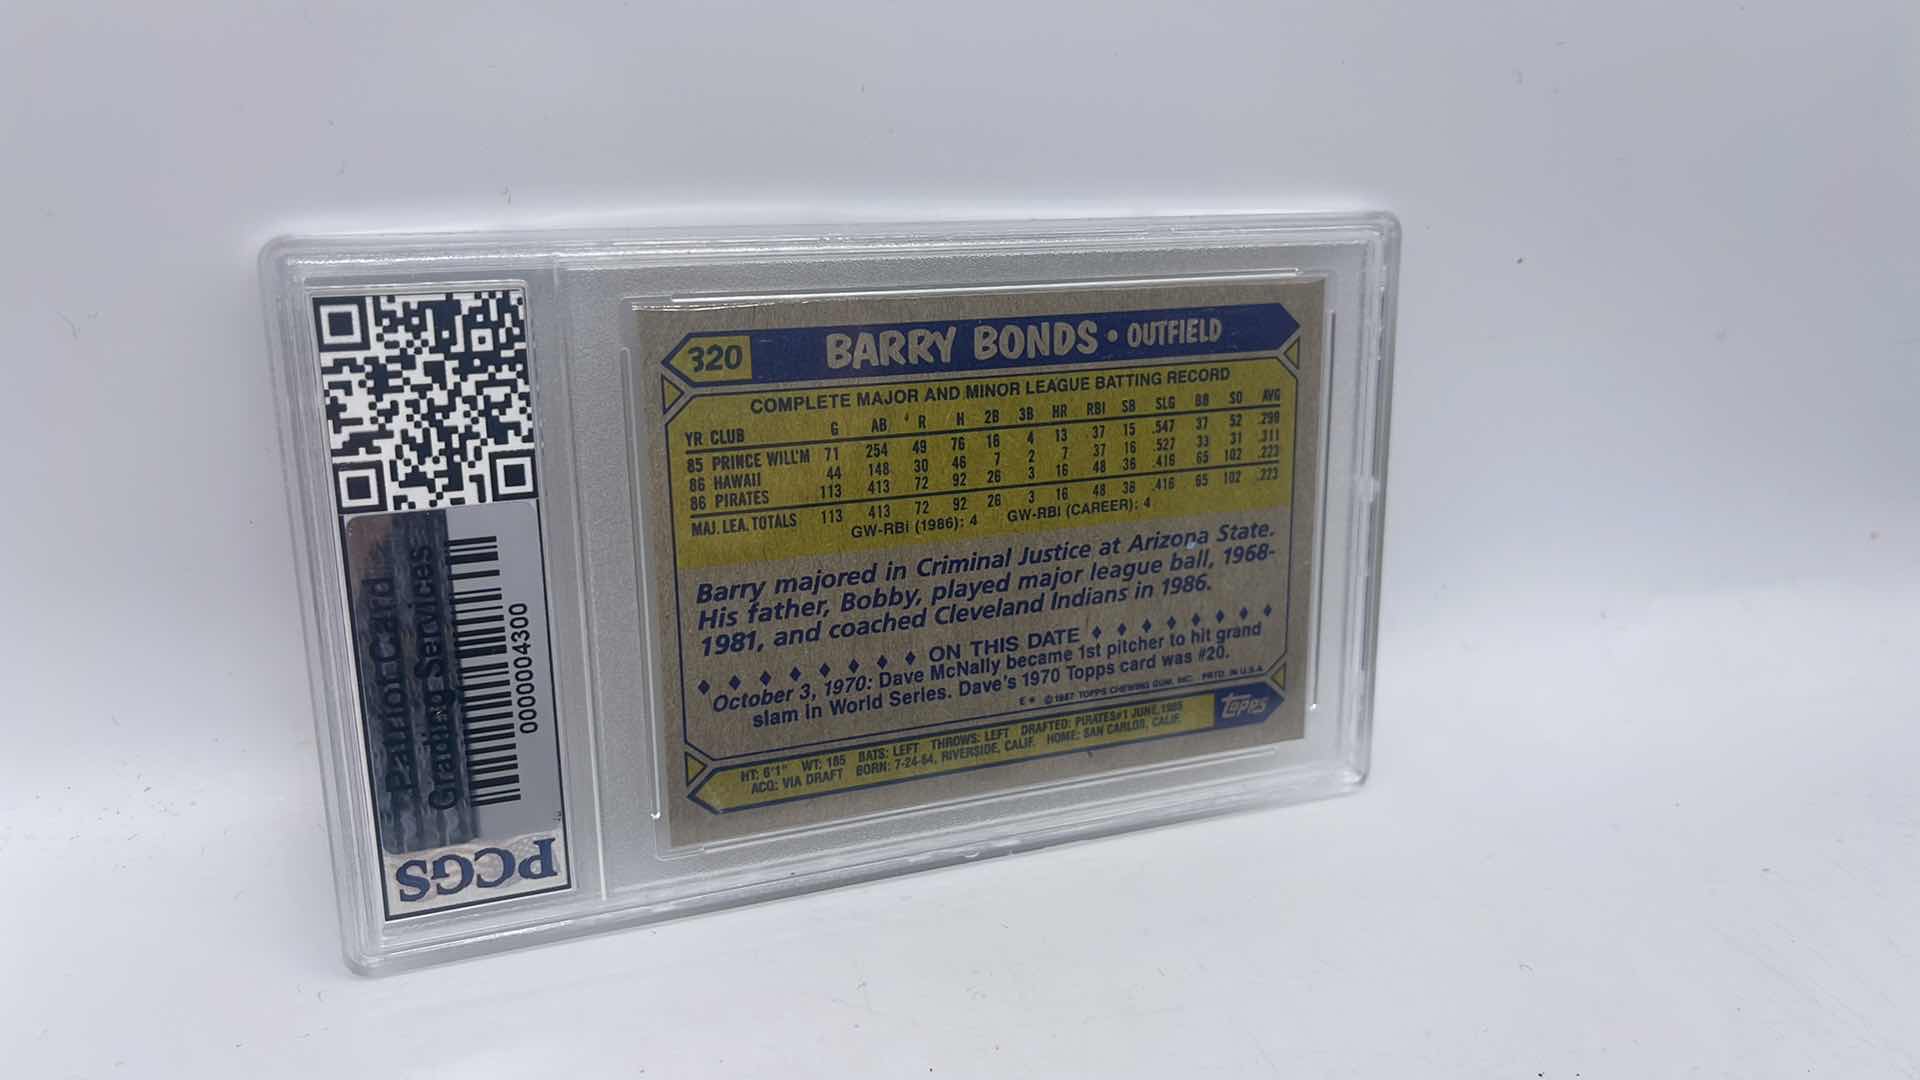 320 BARRY BONDS • OUTFIELD
COMPLETE MAJOR AND MINOR LEAGUE BATTING RECORD
YR CLUB G AB R H 2B 3B HR RBI SB SLG BB SO AVG
85 PRINCE WILL'M 71 254 49 76 16 4 13 37 15 .547 37 52 .299
86 HAWAII 44 148 30 46 7 2 7 37 16 .527 33 31 .311
86 PIRATES 113 413 72 92 26 3 16 48 36 .416 65 102 .223
MAJ. LEA. TOTALS 113 413 72 92 26 3 16 48 36 .416 65 102 .223
GW-RBI (1986): 4 GW-RBI (CAREER): 4
Barry majored in Criminal Justice at Arizona State.
His father, Bobby, played major league ball, 1968-
1981, and coached Cleveland Indians in 1986.
ON THIS DATE
October 3, 1970: Dave McNally became 1st pitcher to hit grand
slam in World Series. Dave's 1970 Topps card was #20.
E* ©1987 TOPPS CHEWING GUM, INC. PRTD. IN U.S.A.
Topps
HT: 6'1" WT: 185 BATS: LEFT THROWS: LEFT DRAFTED: PIRATES#1 JUNE, 1985
ACQ: VIA DRAFT BORN: 7-24-64, RIVERSIDE, CALIF. HOME: SAN CARLOS, CALIF.
Patriot Card
Grading Services
0000004300
PCGS